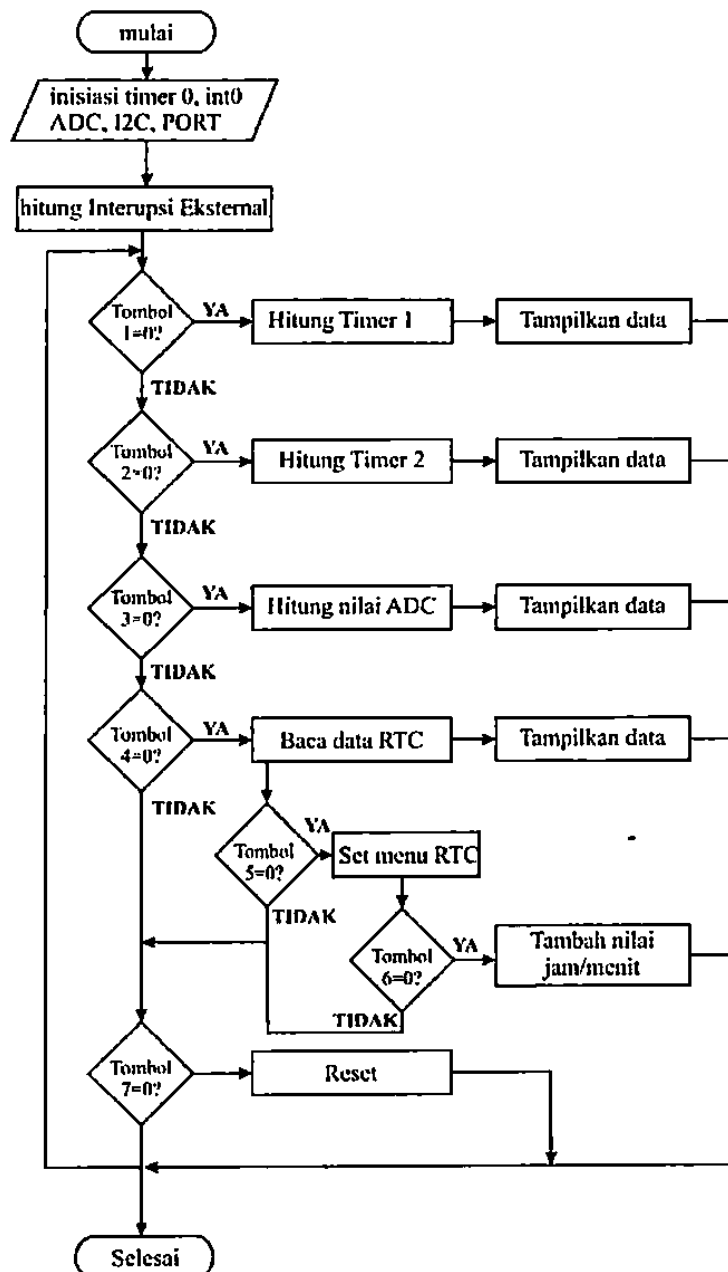 mulai
inisiasi timer 0, int0
ADC, I2C, PORT
hitung Interupsi Eksternal
Tombol
1=0?
YA
Hitung Timer 1
Tampilkan data
TIDAK
Tombol
2=0?
YA
Hitung Timer 2
Tampilkan data
TIDAK
Tombol
3=0?
YA
Hitung nilai ADC
Tampilkan data
TIDAK
Tombol
4=0?
YA
Baca data RTC
Tampilkan data
TIDAK
Tombol
5=0?
YA
Set menu RTC
TIDAK
Tombol
6=0?
YA
Tambah nilai
jam/menit
TIDAK
Tombol
7=0?
Reset
Selesai